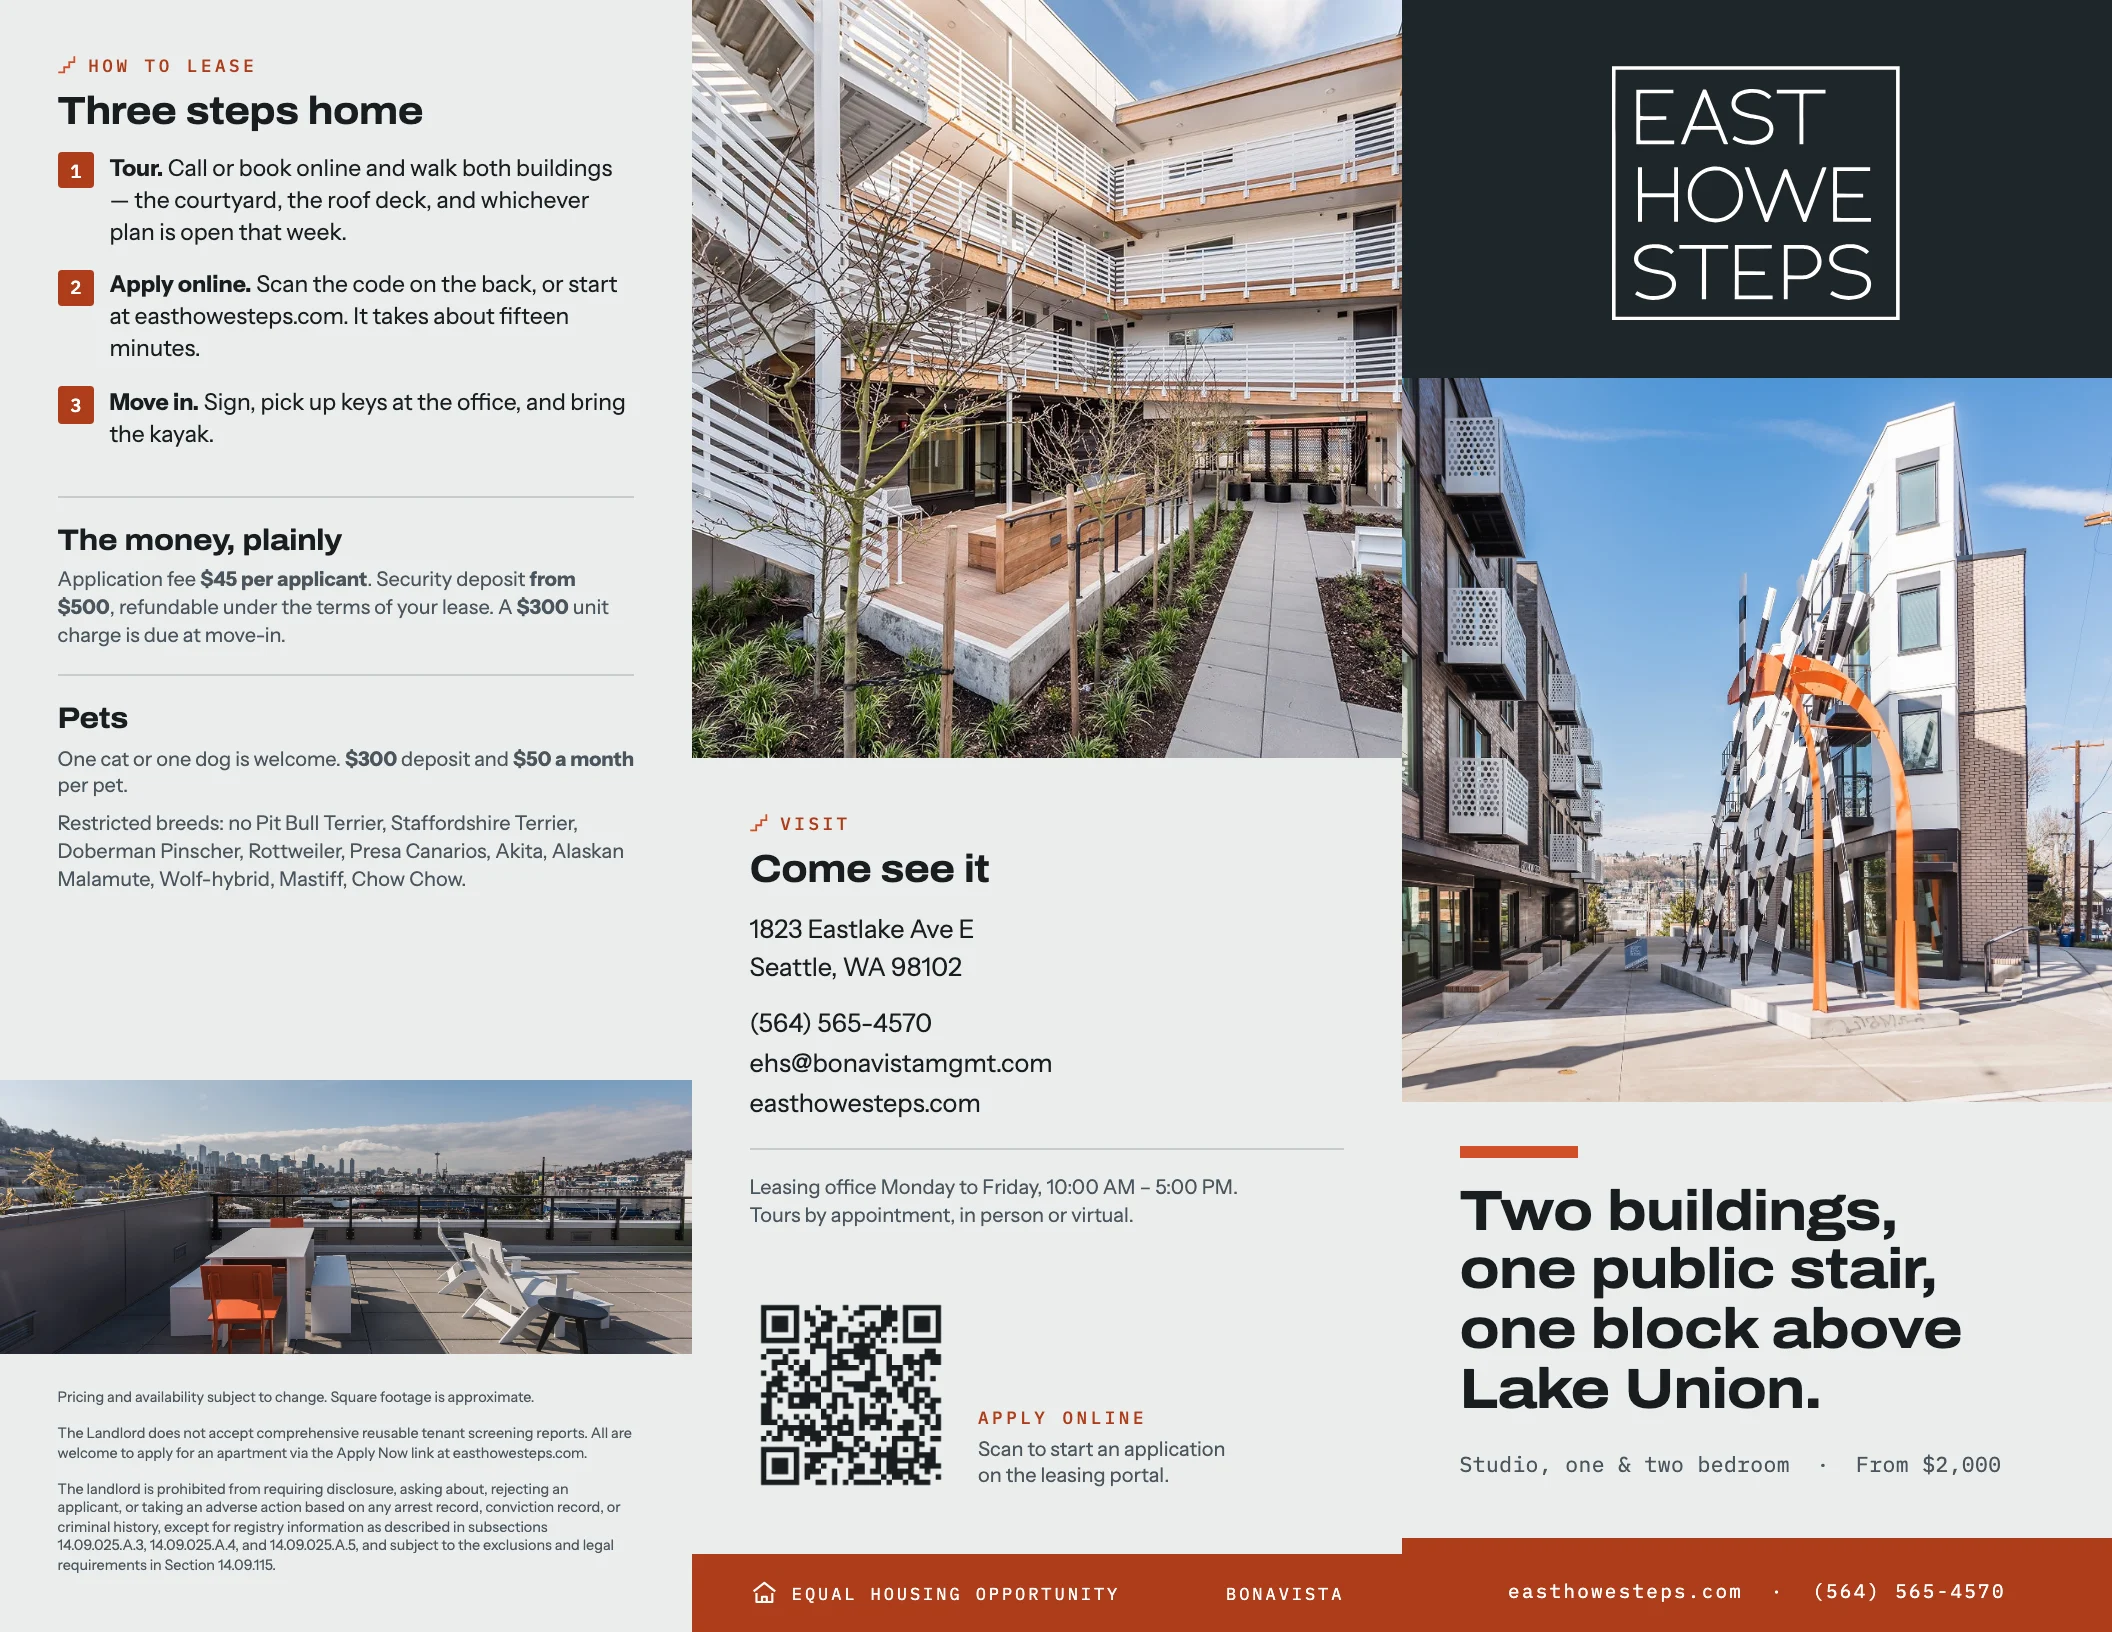 HOW TO LEASE
Three steps home
1
Tour. Call or book online and walk both buildings
— the courtyard, the roof deck, and whichever
plan is open that week.
2
Apply online. Scan the code on the back, or start
at easthowesteps.com. It takes about fifteen
minutes.
3
Move in. Sign, pick up keys at the office, and bring
the kayak.
The money, plainly
Application fee $45 per applicant. Security deposit from
$500, refundable under the terms of your lease. A $300 unit
charge is due at move-in.
Pets
One cat or one dog is welcome. $300 deposit and $50 a month
per pet.
Restricted breeds: no Pit Bull Terrier, Staffordshire Terrier,
Doberman Pinscher, Rottweiler, Presa Canarios, Akita, Alaskan
Malamute, Wolf-hybrid, Mastiff, Chow Chow.
Pricing and availability subject to change. Square footage is approximate.
The Landlord does not accept comprehensive reusable tenant screening reports. All are
welcome to apply for an apartment via the Apply Now link at easthowesteps.com.
The landlord is prohibited from requiring disclosure, asking about, rejecting an
applicant, or taking an adverse action based on any arrest record, conviction record, or
criminal history, except for registry information as described in subsections
14.09.025.A.3, 14.09.025.A.4, and 14.09.025.A.5, and subject to the exclusions and legal
requirements in Section 14.09.115.
VISIT
Come see it
1823 Eastlake Ave E
Seattle, WA 98102
(564) 565-4570
ehs@bonavistamgmt.com
easthowesteps.com
Leasing office Monday to Friday, 10:00 AM – 5:00 PM.
Tours by appointment, in person or virtual.
APPLY ONLINE
Scan to start an application
on the leasing portal.
EQUAL HOUSING OPPORTUNITY
BONAVISTA
EAST
HOWE
STEPS
Two buildings,
one public stair,
one block above
Lake Union.
Studio, one & two bedroom · From $2,000
easthowesteps.com · (564) 565-4570